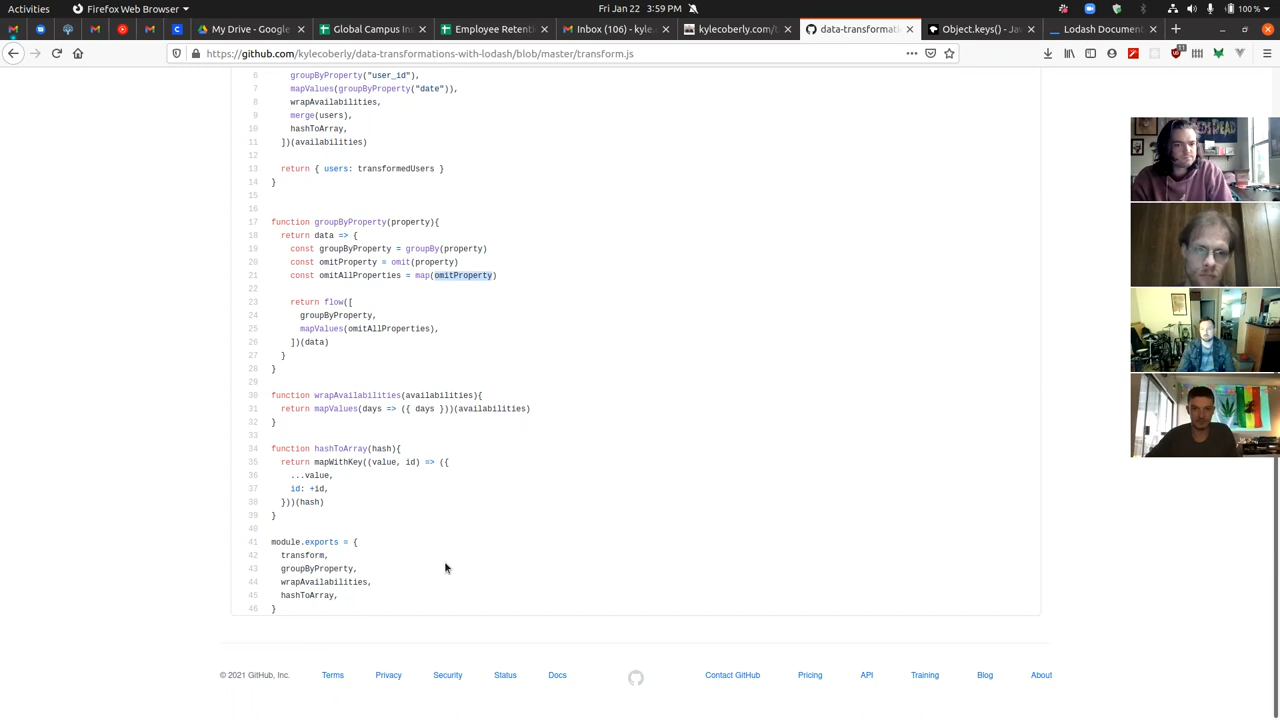 Activities
Firefox Web Browser
Fri Jan 22 3:59 PM
My Drive - Google
Global Campus Ins
Employee Retenti
Inbox (106) - kyle.
kylecoberly.com/t
data-transformati
Object.keys() - Jav
Lodash Document
https://github.com/kylecoberly/data-transformations-with-lodash/blob/master/transform.js
11
6 groupByProperty("user_id"),
7 mapValues(groupByProperty("date")),
8 wrapAvailabilities,
9 merge(users),
10 hashToArray,
11 ])(availabilities)
12
13 return { users: transformedUsers }
14 }
15
16
17 function groupByProperty(property){
18 return data => {
19 const groupByProperty = groupBy(property)
20 const omitProperty = omit(property)
21 const omitAllProperties = map(omitProperty)
22
23 return flow([
24 groupByProperty,
25 mapValues(omitAllProperties),
26 ])(data)
27 }
28 }
29
30 function wrapAvailabilities(availabilities){
31 return mapValues(days => ({ days }))(availabilities)
32 }
33
34 function hashToArray(hash){
35 return mapWithKey((value, id) => ({
36 ...value,
37 id: +id,
38 }))(hash)
39 }
40
41 module.exports = {
42 transform,
43 groupByProperty,
44 wrapAvailabilities,
45 hashToArray,
46 }
© 2021 GitHub, Inc.
Terms
Privacy
Security
Status
Docs
Contact GitHub
Pricing
API
Training
Blog
About